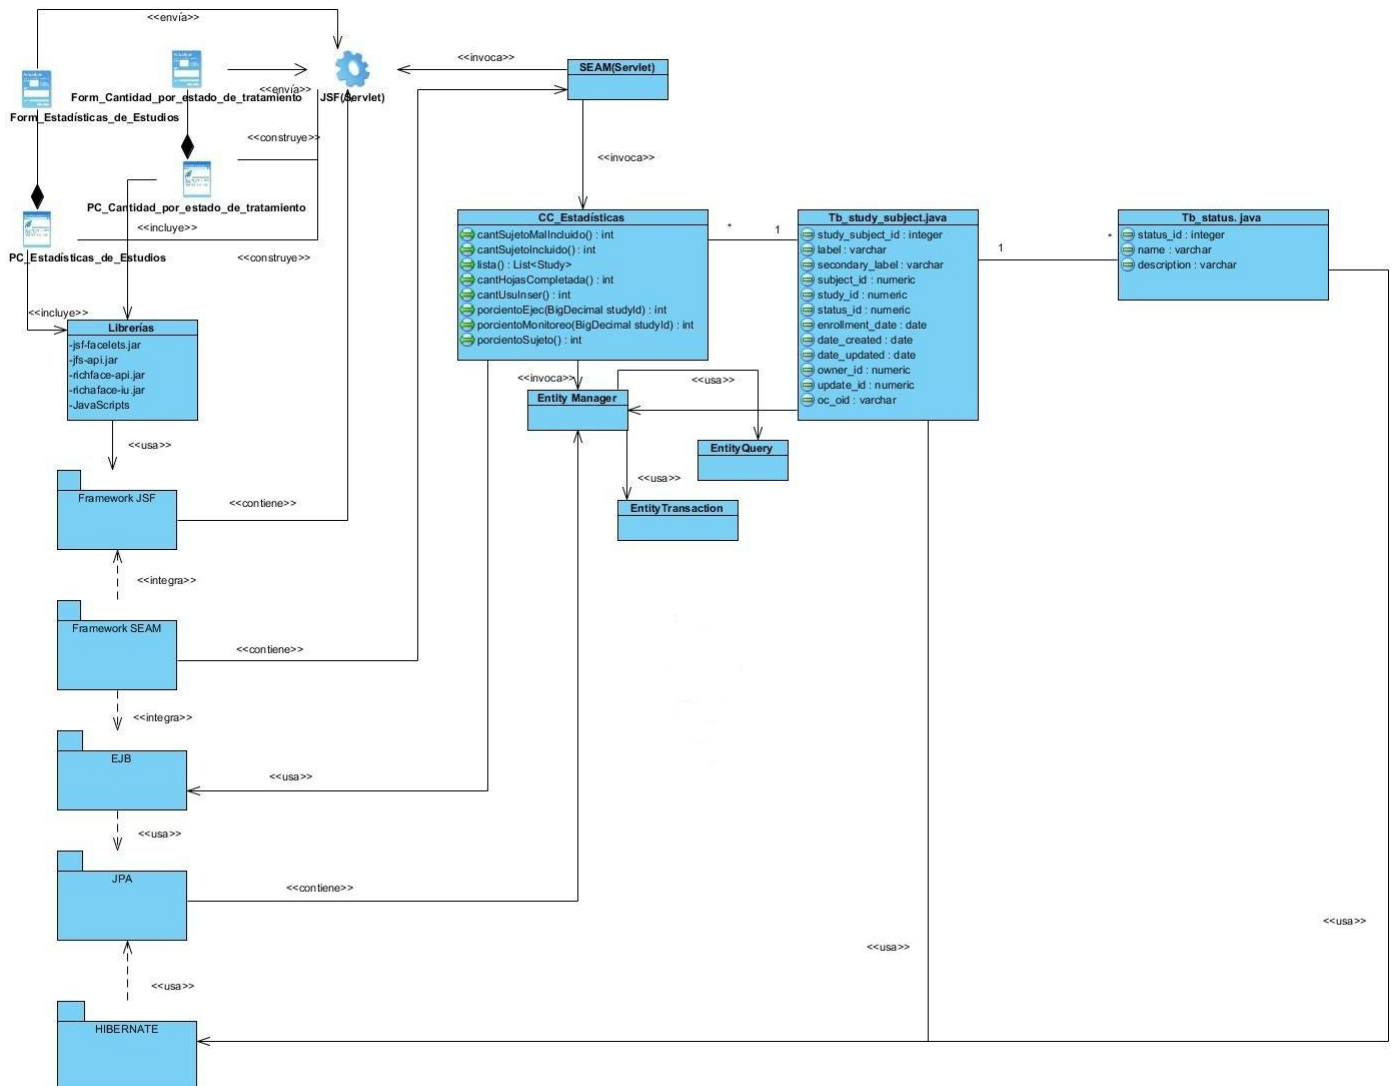 <<envía>>
<<invoca>>
SEAM(Servlet)
Form_Cantidad_por_estado_de_tratamiento
<<envía>>
JSF(Servlet)
Form_Estadísticas_de_Estudios
<<construye>>
<<invoca>>
PC_Cantidad_por_estado_de_tratamiento
<<incluye>>
PC_Estadísticas_de_Estudios
<<construye>>
<<incluye>>
CC_Estadísticas
cantSujetoMalIncluido() : int
cantSujetoIncluido() : int
lista() : List<Study>
cantHojasCompletada() : int
cantUsuInser() : int
porcientoEjec(BigDecimal studyId) : int
porcientoMonitoreo(BigDecimal studyId) : int
porcientoSujeto() : int
*
1
Tb_study_subject.java
study_subject_id : integer
label : varchar
secondary_label : varchar
subject_id : numeric
study_id : numeric
status_id : numeric
enrollment_date : date
date_created : date
date_updated : date
owner_id : numeric
update_id : numeric
oc_oid : varchar
1
*
Tb_status. java
status_id : integer
name : varchar
description : varchar
Librerías
-jsf-facelets.jar
-jfs-api.jar
-richface-api.jar
-richaface-iu.jar
-JavaScripts
<<invoca>>
<<usa>>
Entity Manager
<<usa>>
EntityQuery
<<usa>>
EntityTransaction
Framework JSF
<<contiene>>
<<integra>>
Framework SEAM
<<contiene>>
<<integra>>
EJB
<<usa>>
<<usa>>
JPA
<<contiene>>
<<usa>>
<<usa>>
<<usa>>
HIBERNATE